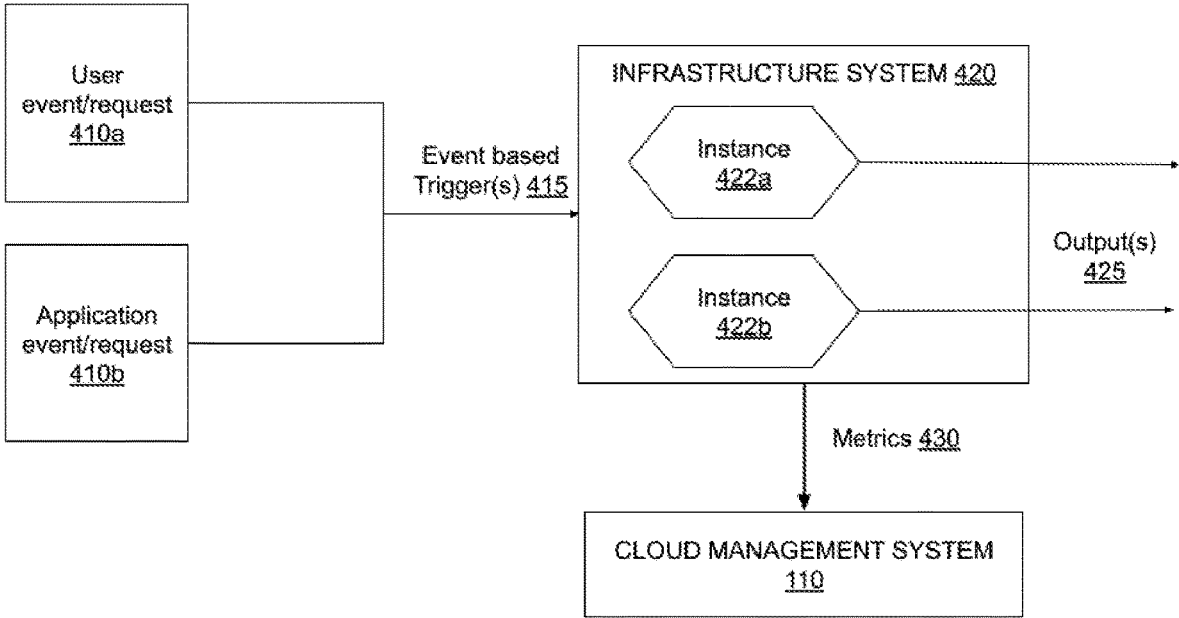 User
event/request
410a
Application
event/request
410b
Event based
Trigger(s) 415
INFRASTRUCTURE SYSTEM 420
Instance
422a
Instance
422b
Output(s)
425
Metrics 430
CLOUD MANAGEMENT SYSTEM
110